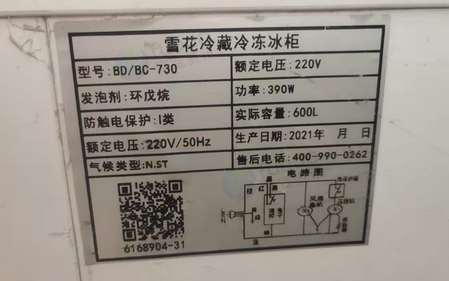 雪花冷藏冷冻冰柜
型号:BD/BC-730
额定电压:220V
发泡剂:环戊烷
功率:390W
防触电保护:I类
实际容积:600L
额定电压:220V/50Hz
生产日期:2021年 月 日
气候类型:N.ST
售后电话:400-990-0262
电路图
6168904-31